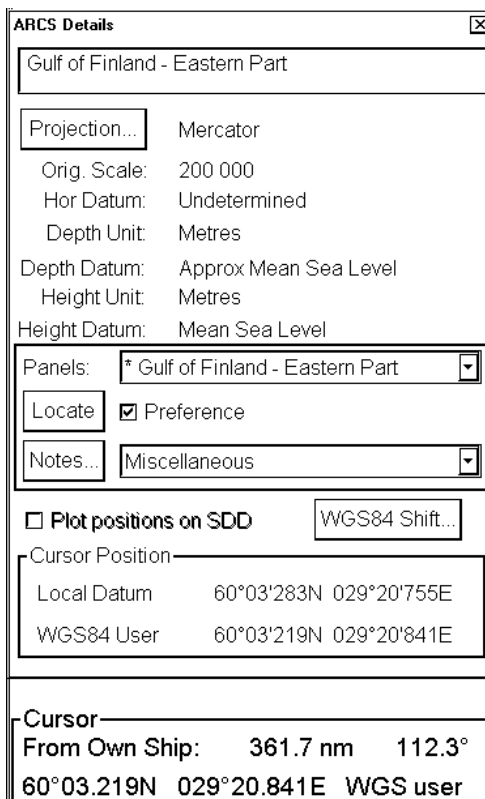 ARCS Details
Gulf of Finland - Eastern Part
Projection... Mercator
Orig. Scale: 200 000
Hor Datum: Undetermined
Depth Unit: Metres
Depth Datum: Approx Mean Sea Level
Height Unit: Metres
Height Datum: Mean Sea Level
Panels: * Gulf of Finland - Eastern Part
Locate Preference
Notes... Miscellaneous
Plot positions on SDD WGS84 Shift...
Cursor Position
Local Datum 60°03'283N 029°20'755E
WGS84 User 60°03'219N 029°20'841E
Cursor
From Own Ship: 361.7 nm 112.3°
60°03.219N 029°20.841E WGS user